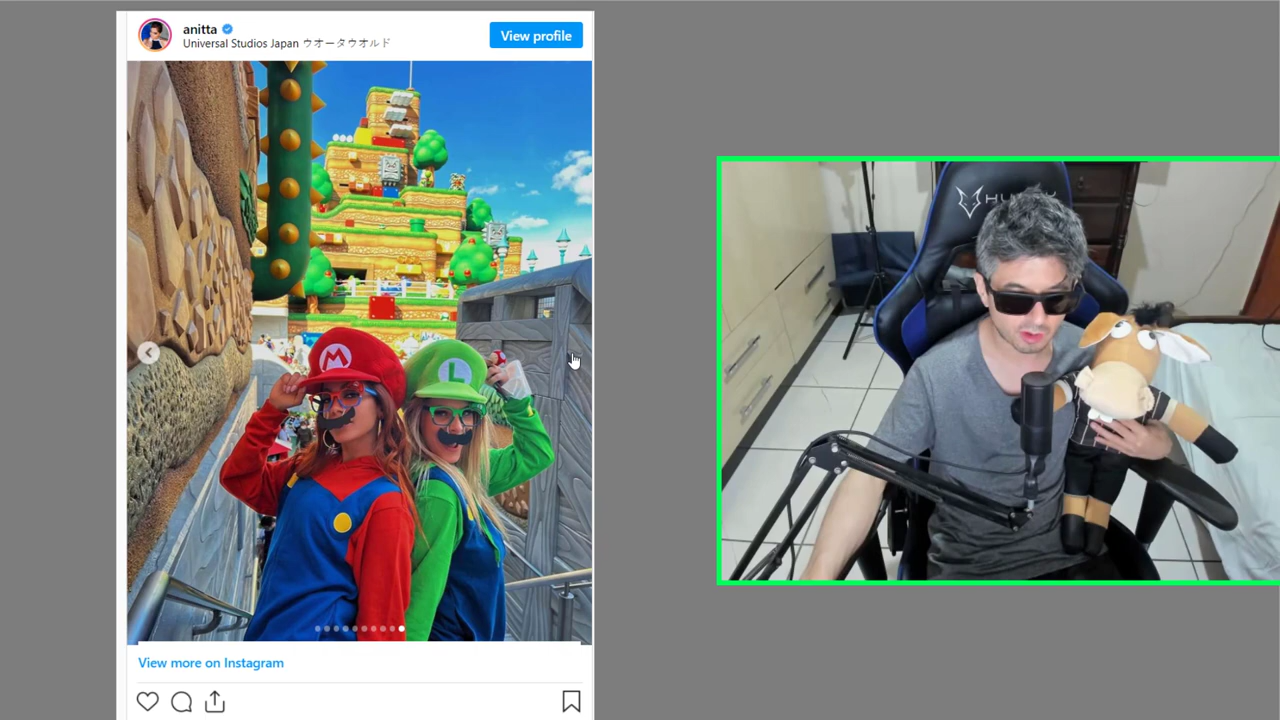 anitta
Universal Studios Japan ウオータウオルド
View profile
M
L
View more on Instagram